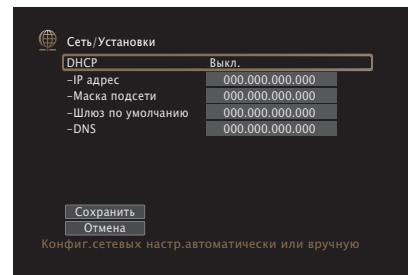 Сеть/Установки
DHCP Выкл.
–IP адрес 000.000.000.000
–Маска подсети 000.000.000.000
–Шлюз по умолчанию 000.000.000.000
–DNS 000.000.000.000
Сохранить
Отмена
Конфиг.сетевых настр.автоматически или вручную